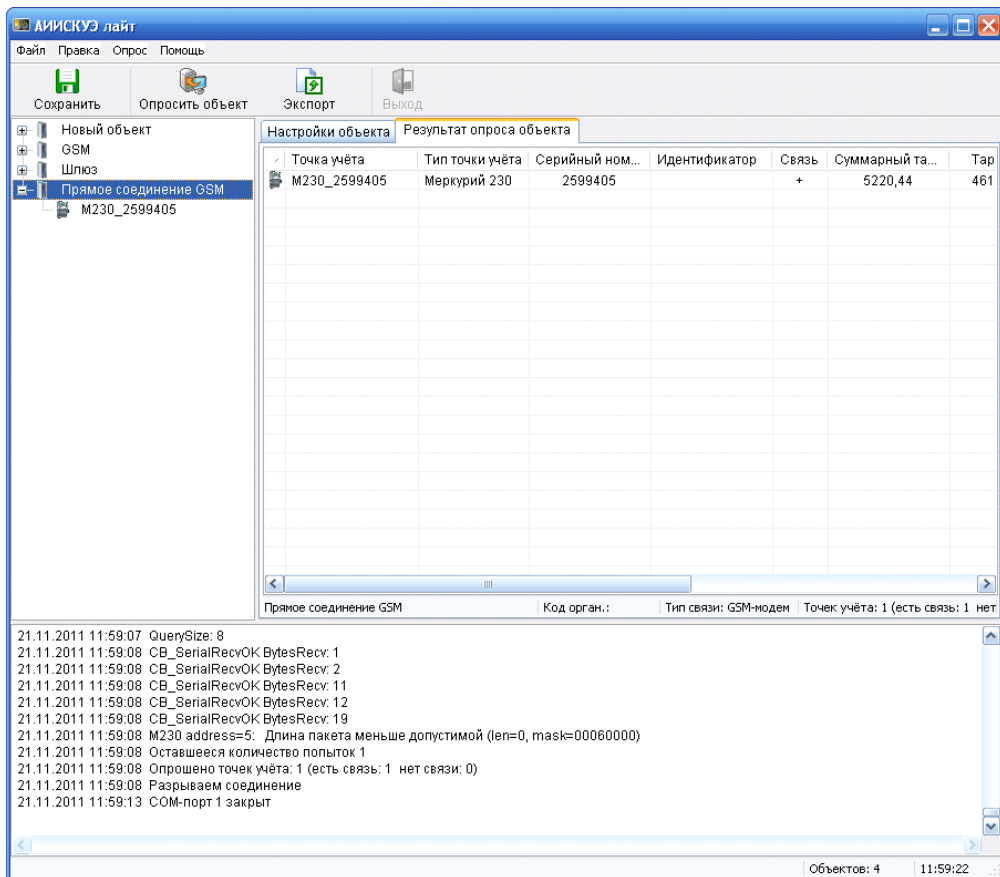 АИИСКУЭ лайт
Файл Правка Опрос Помощь
Сохранить Опросить объект Экспорт Выход
Новый объект
GSM
Шлюз
Прямое соединение GSM
M230_2599405
Настройки объекта Результат опроса объекта
Точка учёта Тип точки учёта Серийный ном... Идентификатор Связь Суммарный та... Тар
M230_2599405 Меркурий 230 2599405 + 5220,44 461
Прямое соединение GSM Код орган.: Тип связи: GSM-модем Точек учёта: 1 (есть связь: 1 нет
21.11.2011 11:59:07 QuerySize: 8
21.11.2011 11:59:08 CB_SerialRecvOK BytesRecv: 1
21.11.2011 11:59:08 CB_SerialRecvOK BytesRecv: 2
21.11.2011 11:59:08 CB_SerialRecvOK BytesRecv: 11
21.11.2011 11:59:08 CB_SerialRecvOK BytesRecv: 12
21.11.2011 11:59:08 CB_SerialRecvOK BytesRecv: 19
21.11.2011 11:59:08 M230 address=5: Длина пакета меньше допустимой (len=0, mask=00060000)
21.11.2011 11:59:08 Оставшееся количество попыток 1
21.11.2011 11:59:08 Опрошено точек учёта: 1 (есть связь: 1 нет связи: 0)
21.11.2011 11:59:08 Разрываем соединение
21.11.2011 11:59:13 COM-порт 1 закрыт
Объектов: 4 11:59:22